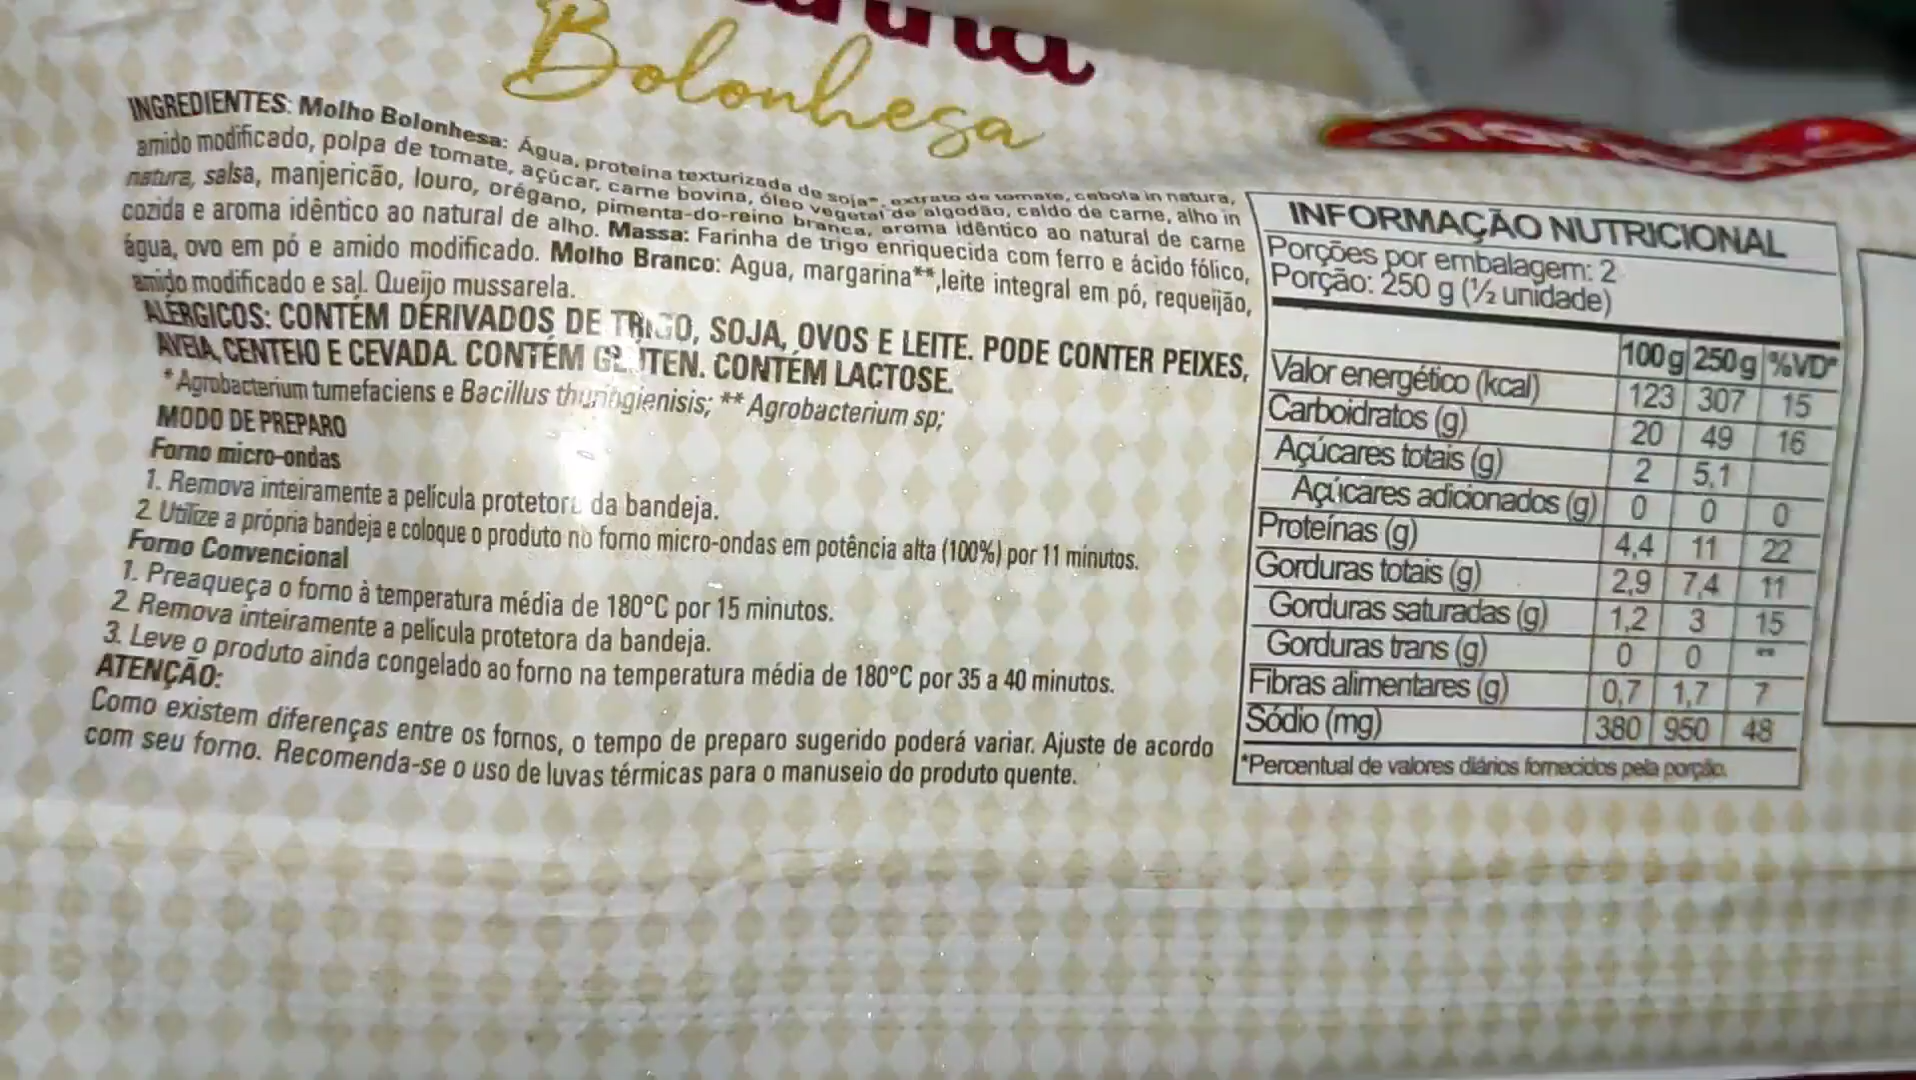 Bolonhesa
INGREDIENTES: Molho Bolonhesa: Água, proteína texturizada de soja*, extrato de tomate, cebola in natura,
amido modificado, polpa de tomate, açúcar, carne bovina, óleo vegetal de algodão, caldo de carne, alho in
natura, salsa, manjericão, louro, orégano, pimenta-do-reino branca, aroma idêntico ao natural de carne
cozida e aroma idêntico ao natural de alho. Massa: Farinha de trigo enriquecida com ferro e ácido fólico,
água, ovo em pó e amido modificado. Molho Branco: Água, margarina**,leite integral em pó, requeijão,
amido modificado e sal. Queijo mussarela.
ALÉRGICOS: CONTÉM DERIVADOS DE TRIGO, SOJA, OVOS E LEITE. PODE CONTER PEIXES,
AVEIA, CENTEIO E CEVADA. CONTÉM GLÚTEN. CONTÉM LACTOSE.
*Agrobacterium tumefaciens e Bacillus thuringienisis; ** Agrobacterium sp;
MODO DE PREPARO
Forno micro-ondas
1. Remova inteiramente a película protetora da bandeja.
2. Utilize a própria bandeja e coloque o produto no forno micro-ondas em potência alta (100%) por 11 minutos.
Forno Convencional
1. Preaqueça o forno à temperatura média de 180°C por 15 minutos.
2. Remova inteiramente a película protetora da bandeja.
3. Leve o produto ainda congelado ao forno na temperatura média de 180°C por 35 a 40 minutos.
ATENÇÃO:
Como existem diferenças entre os fornos, o tempo de preparo sugerido poderá variar. Ajuste de acordo
com seu forno. Recomenda-se o uso de luvas térmicas para o manuseio do produto quente.
INFORMAÇÃO NUTRICIONAL
Porções por embalagem: 2
Porção: 250 g (½ unidade)
100 g 250 g %VD*
Valor energético (kcal) 123 307 15
Carboidratos (g) 20 49 16
Açúcares totais (g) 2 5,1
Açúcares adicionados (g) 0 0 0
Proteínas (g) 4,4 11 22
Gorduras totais (g) 2,9 7,4 11
Gorduras saturadas (g) 1,2 3 15
Gorduras trans (g) 0 0 **
Fibras alimentares (g) 0,7 1,7 7
Sódio (mg) 380 950 48
*Percentual de valores diários fornecidos pela porção.